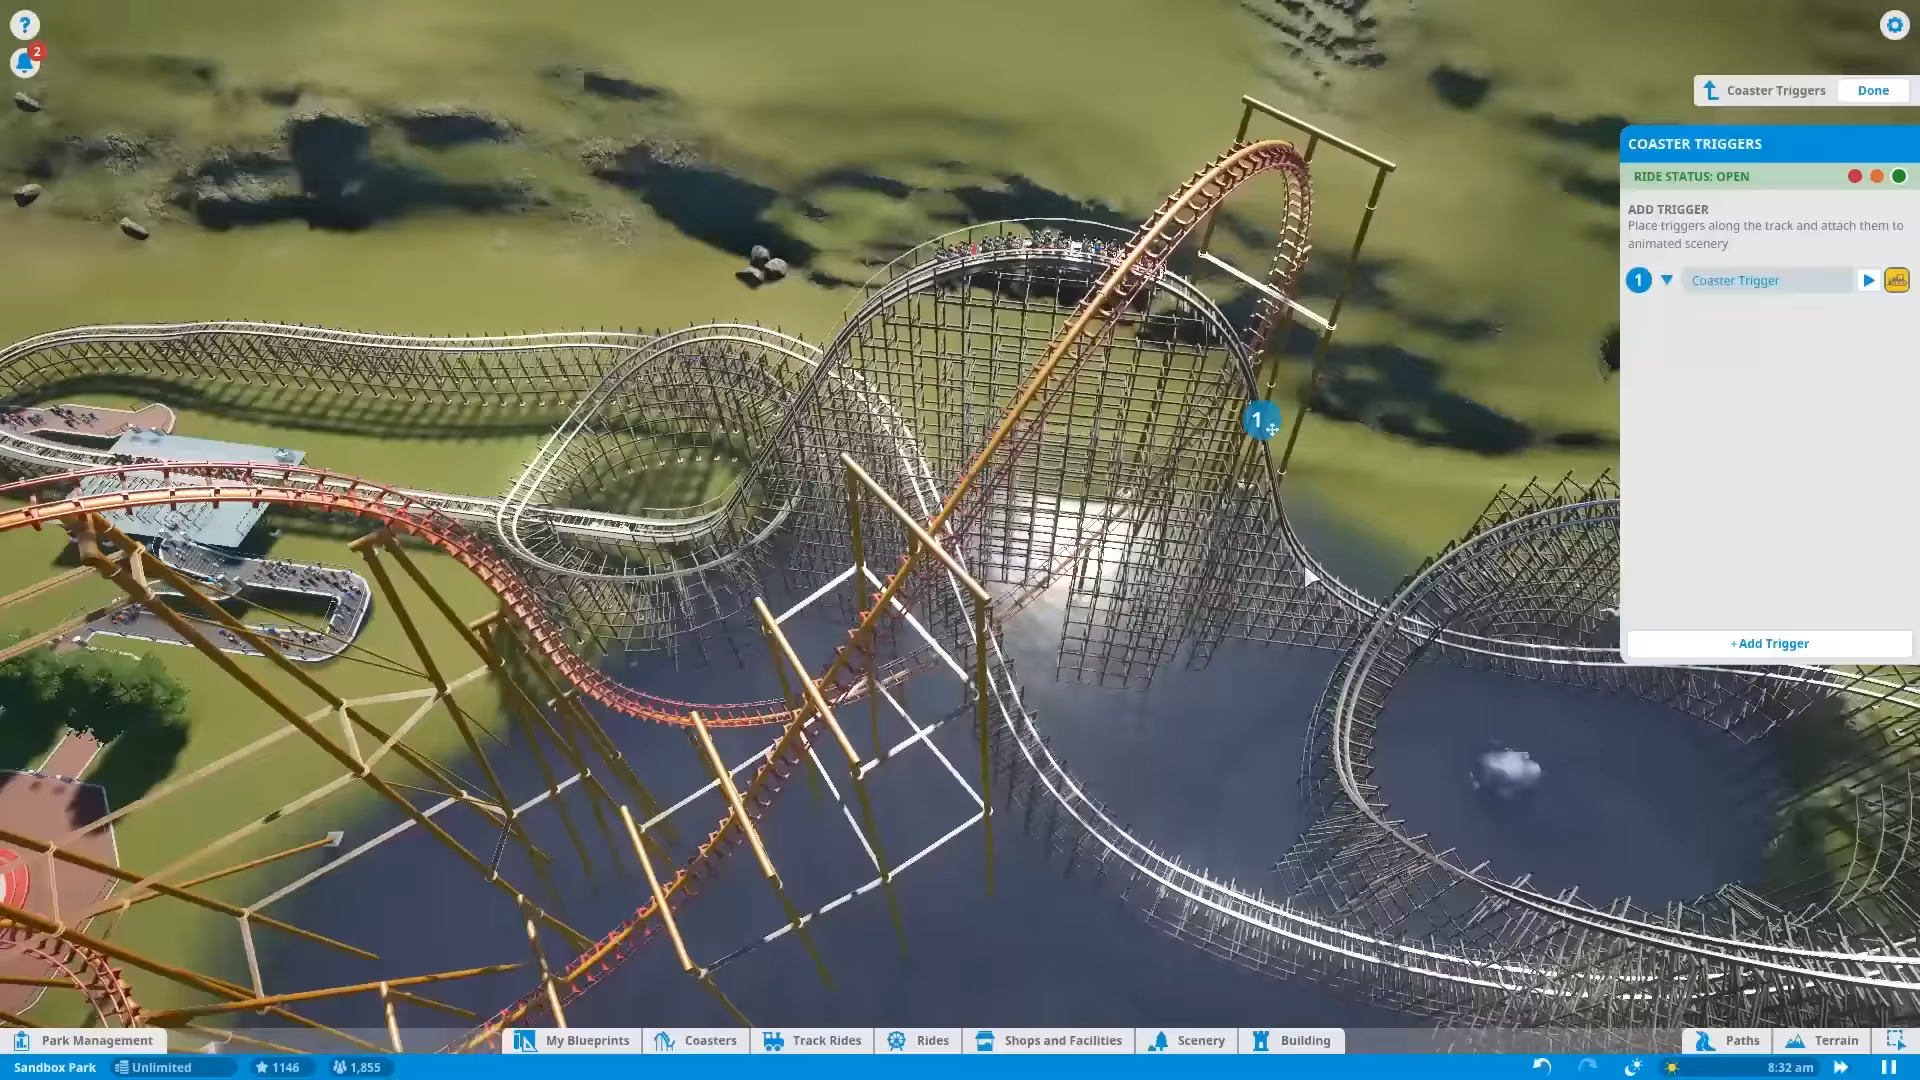 ?
2
Coaster Triggers
Done
COASTER TRIGGERS
RIDE STATUS: OPEN
ADD TRIGGER
Place triggers along the track and attach them to
animated scenery
1
Coaster Trigger
1
+Add Trigger
Park Management
My Blueprints
Coasters
Track Rides
Rides
Shops and Facilities
Scenery
Building
Paths
Terrain
Sandbox Park
Unlimited
1146
1,855
8:32 am